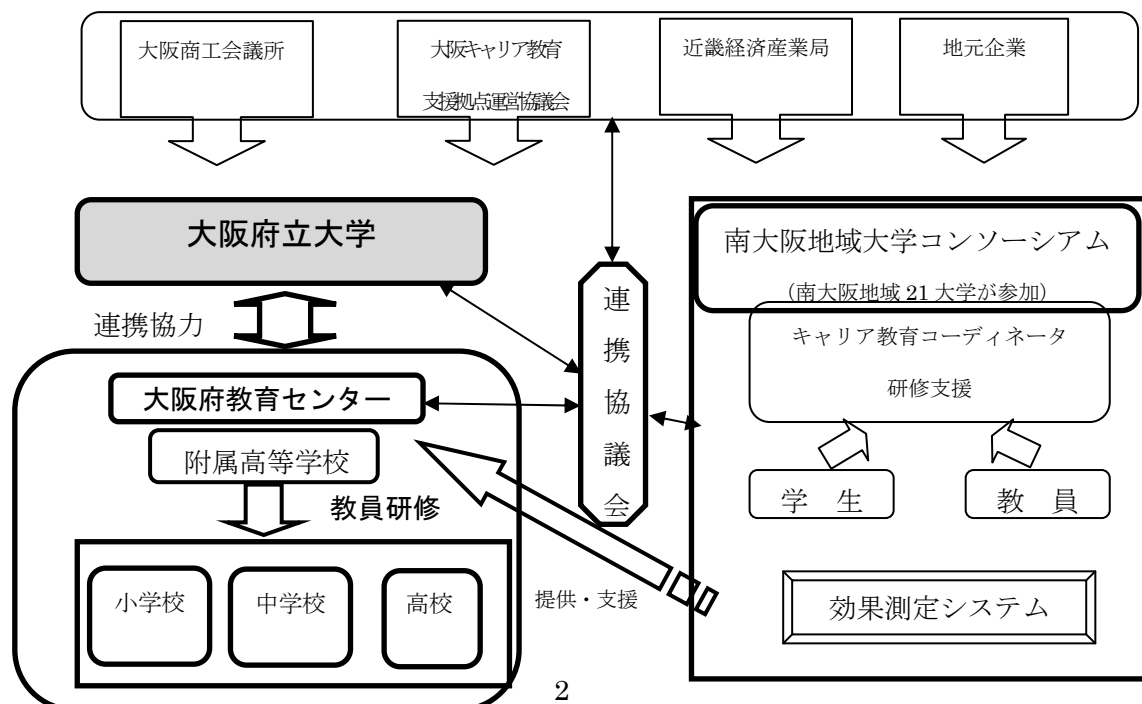 大阪商工会議所
大阪キャリア教育
支援拠点運営協議会
近畿経済産業局
地元企業
大阪府立大学
南大阪地域大学コンソーシアム
(南大阪地域 21 大学が参加)
連携協議会
連携協力
キャリア教育コーディネータ
研修支援
大阪府教育センター
附属高等学校
教員研修
学 生
教 員
小学校
中学校
高校
提供・支援
効果測定システム
2